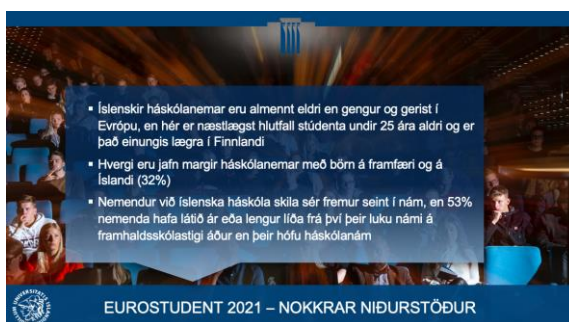 ▪ Íslenskir háskólanemar eru almennt eldri en gengur og gerist í
Evrópu, en hér er næstlægst hlutfall stúdenta undir 25 ára aldri og er
það einungis lægra í Finnlandi
▪ Hvergi eru jafn margir háskólanemar með börn á framfæri og á
Íslandi (32%)
▪ Nemendur við íslenska háskóla skila sér fremur seint í nám, en 53%
nemenda hafa látið ár eða lengur líða frá því þeir luku námi á
framhaldsskólastigi áður en þeir hófu háskólanám
EUROSTUDENT 2021 – NOKKRAR NIÐURSTÖÐUR